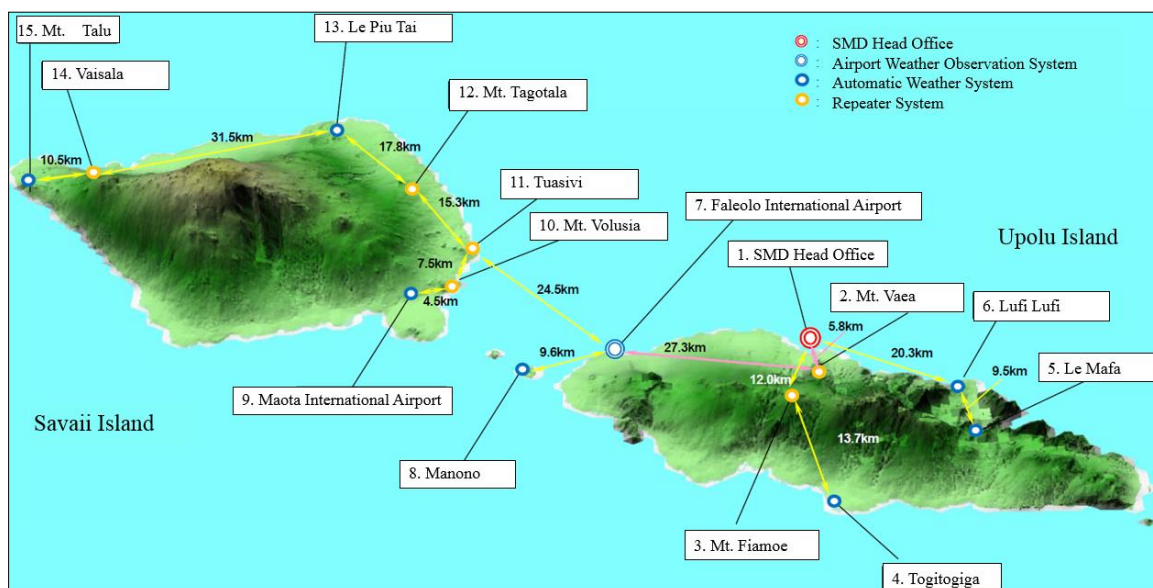 15. Mt. Talu
13. Le Piu Tai
14. Vaisala
12. Mt. Tagotala
: SMD Head Office
: Airport Weather Observation System
: Automatic Weather System
: Repeater System
10.5km
31.5km
17.8km
15.3km
11. Tuasivi
10. Mt. Volusia
7. Faleolo International Airport
Upolu Island
1. SMD Head Office
7.5km
4.5km
24.5km
2. Mt. Vaea
5.8km
6. Lufi Lufi
9.6km
27.3km
20.3km
9.5km
5. Le Mafa
12.0km
9. Maota International Airport
Savaii Island
13.7km
8. Manono
3. Mt. Fiamoe
4. Togitogiga